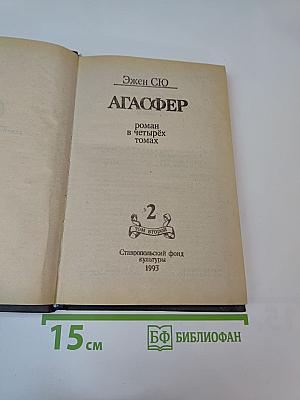 Эжен СЮ
АГАСФЕР
роман
в четырёх
томах
2
том второй
Ставропольский фонд
культуры
1993
15 см
БФ БИБЛИОФАН